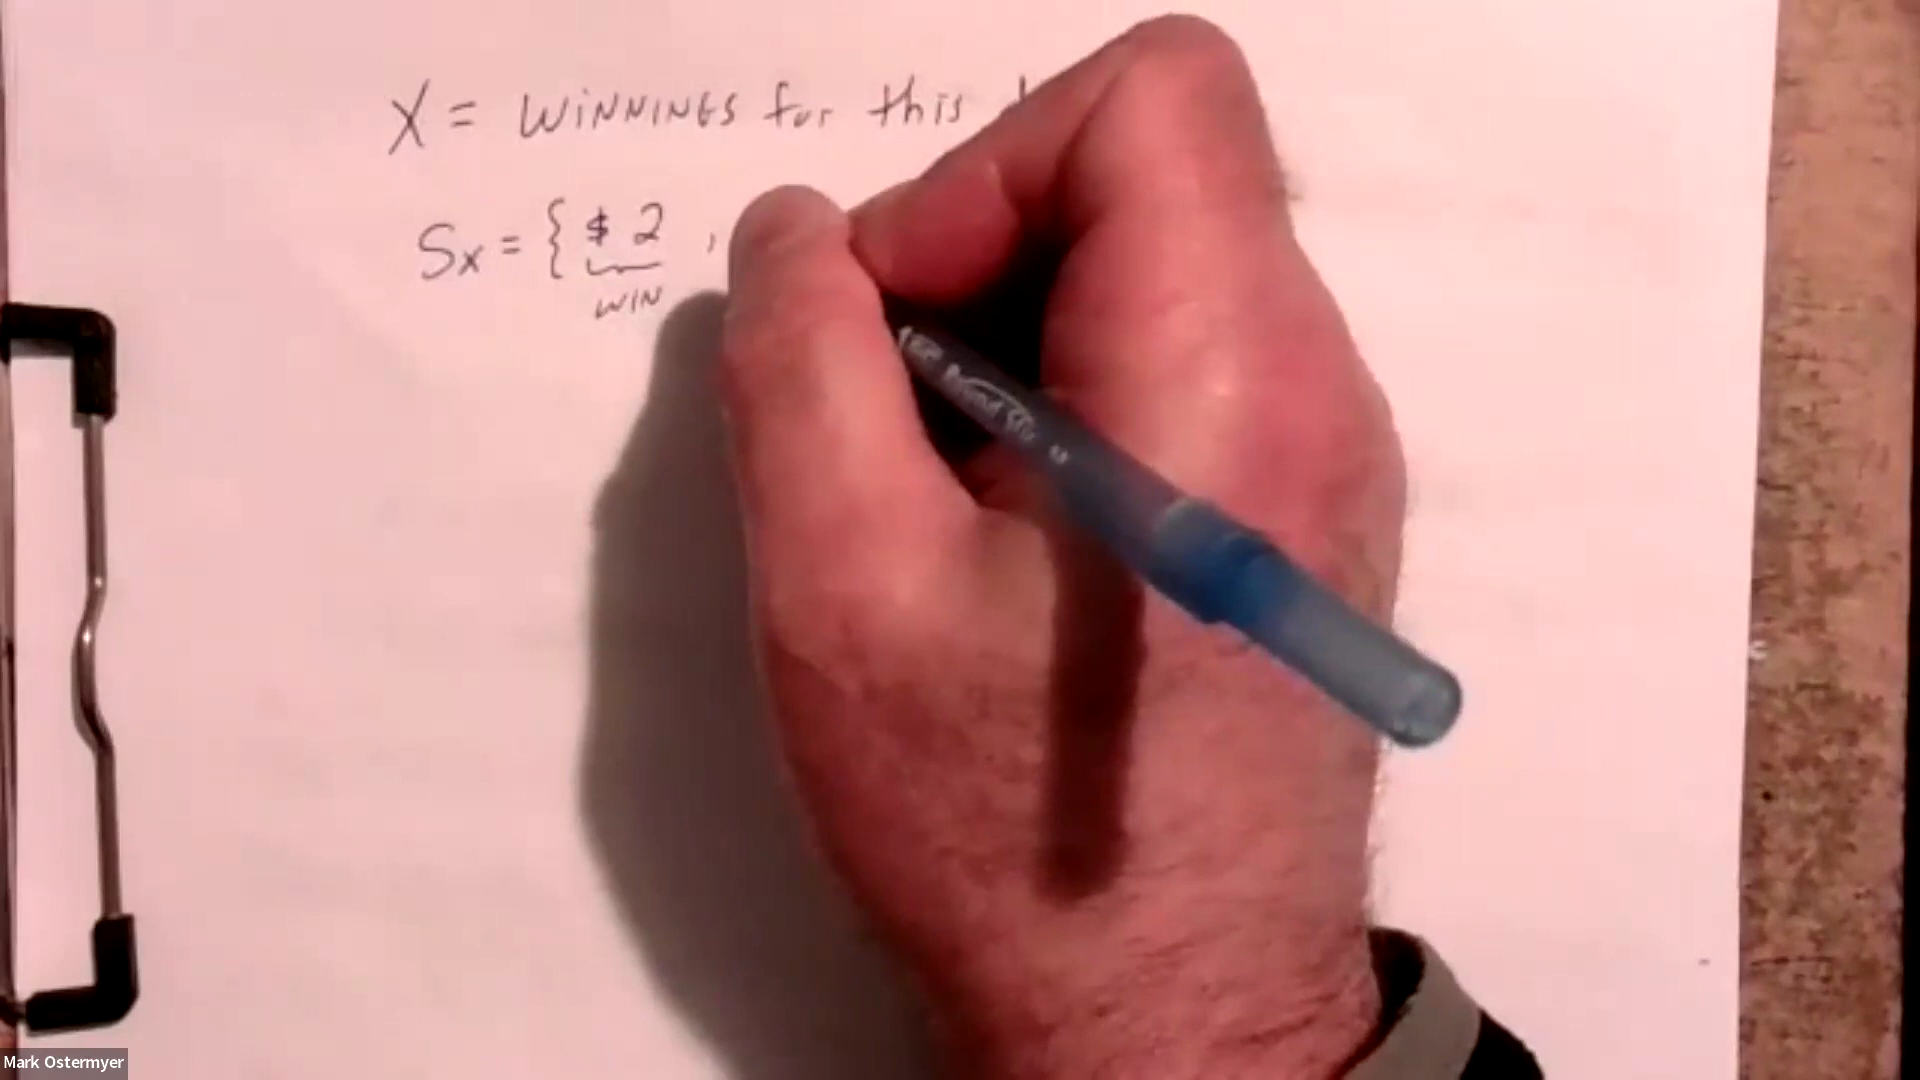 X = WINNINGS for this
Sx = { $ 2 ,
WIN
Mark Ostermyer